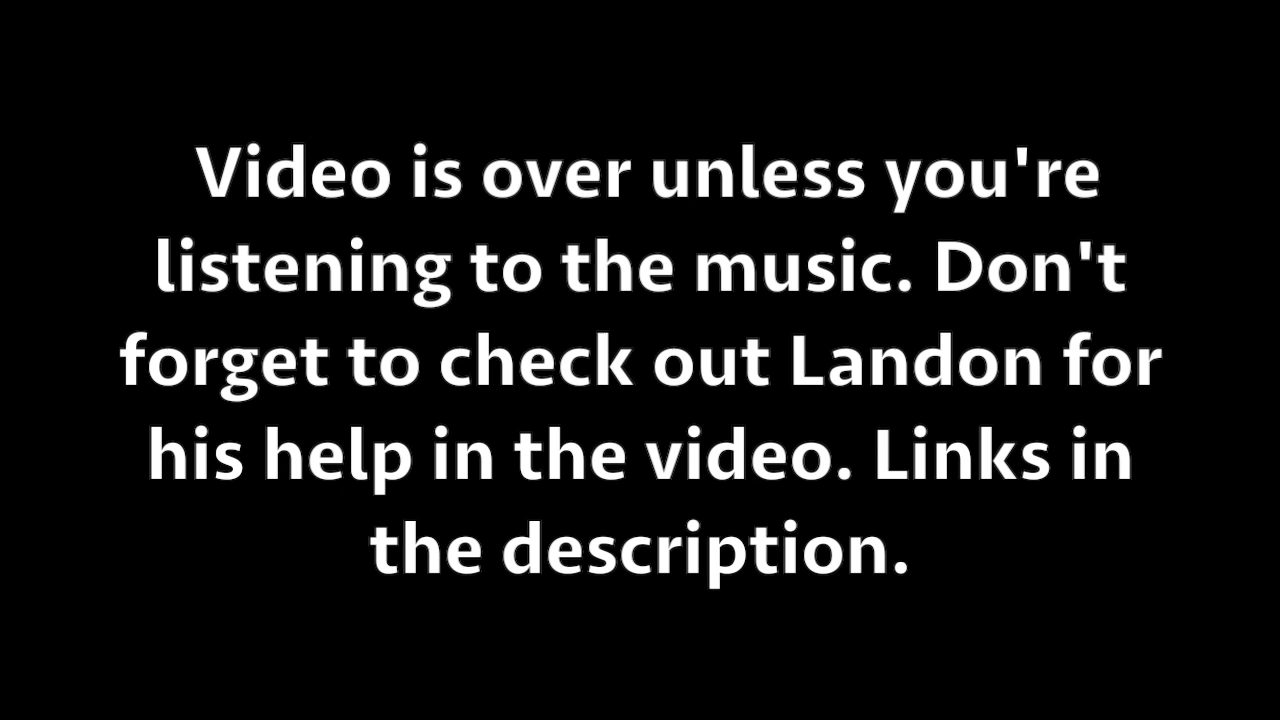 Video is over unless you're
listening to the music. Don't
forget to check out Landon for
his help in the video. Links in
the description.